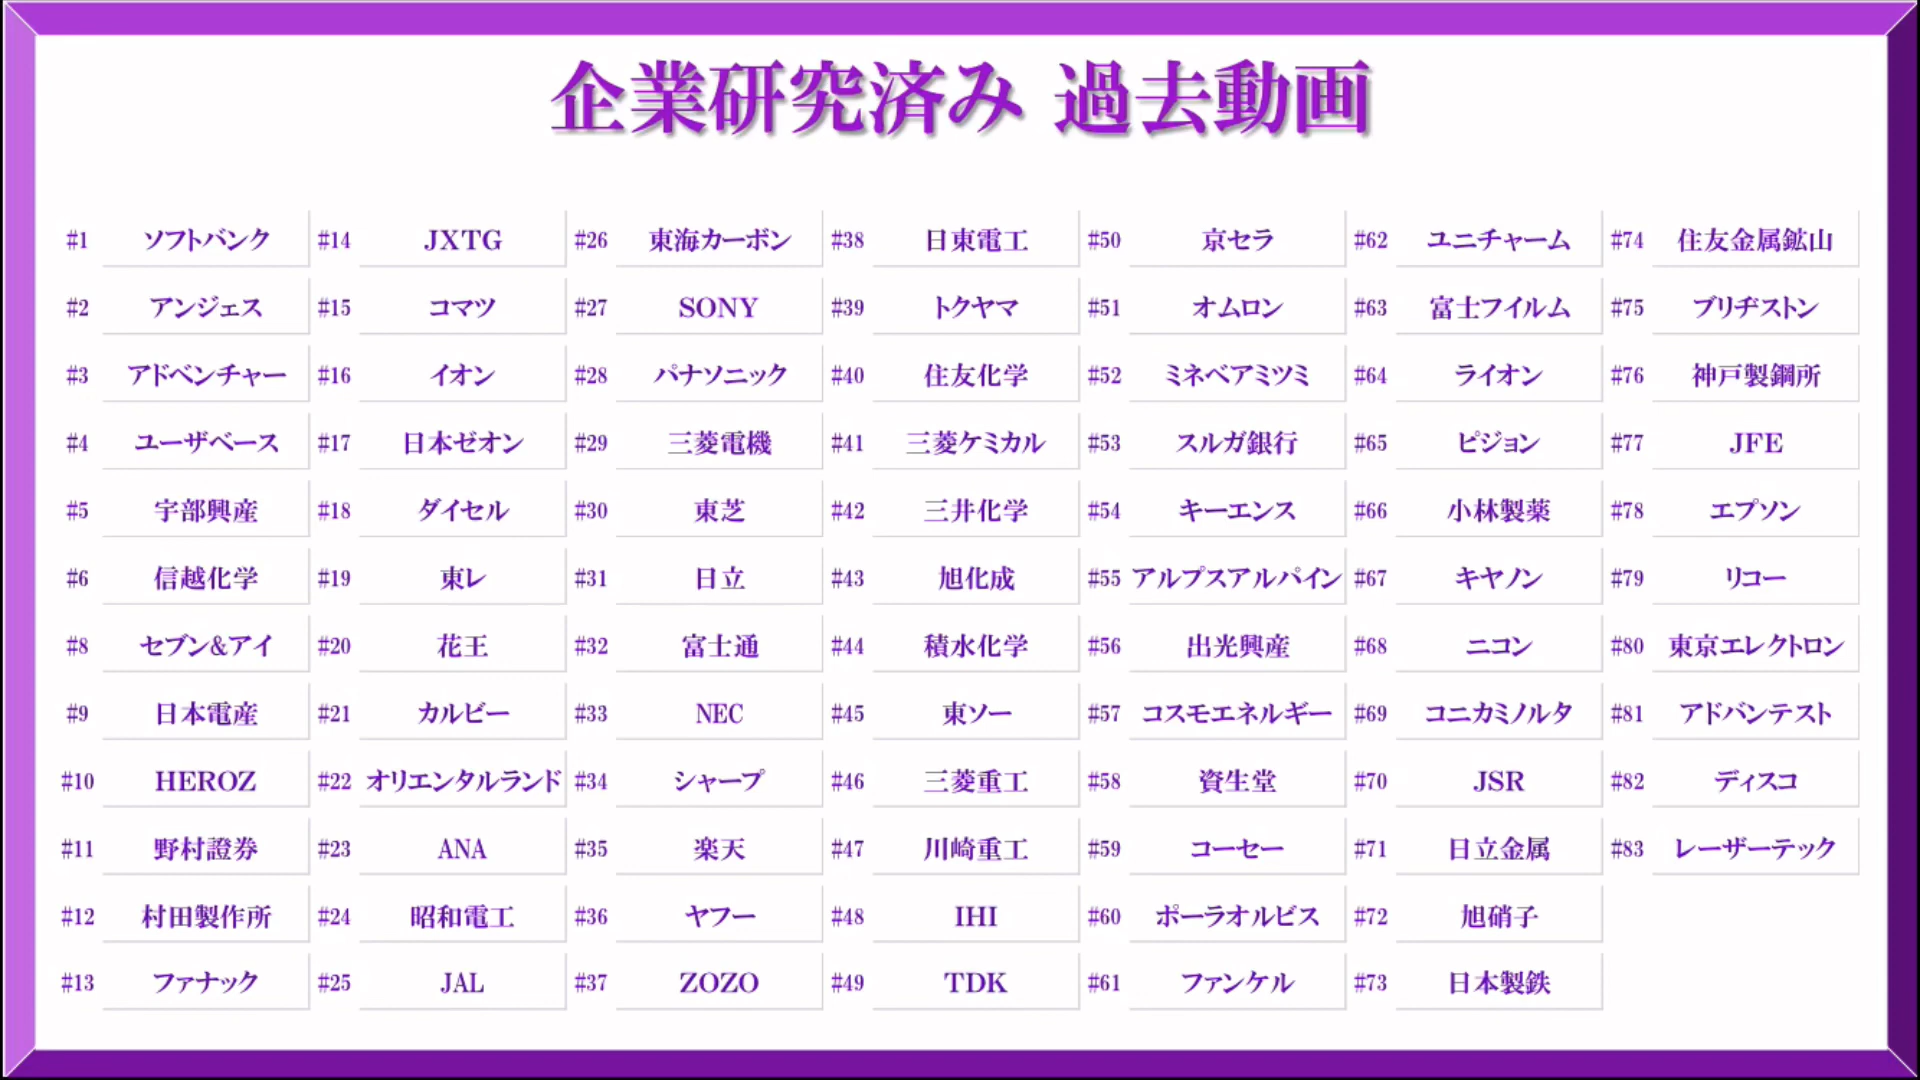 企業研究済み 過去動画
#1 ソフトバンク #14 JXTG #26 東海カーボン #38 日東電工 #50 京セラ #62 ユニチャーム #74 住友金属鉱山
#2 アンジェス #15 コマツ #27 SONY #39 トクヤマ #51 オムロン #63 富士フイルム #75 ブリヂストン
#3 アドベンチャー #16 イオン #28 パナソニック #40 住友化学 #52 ミネベアミツミ #64 ライオン #76 神戸製鋼所
#4 ユーザベース #17 日本ゼオン #29 三菱電機 #41 三菱ケミカル #53 スルガ銀行 #65 ピジョン #77 JFE
#5 宇部興産 #18 ダイセル #30 東芝 #42 三井化学 #54 キーエンス #66 小林製薬 #78 エプソン
#6 信越化学 #19 東レ #31 日立 #43 旭化成 #55 アルプスアルパイン #67 キヤノン #79 リコー
#8 セブン&アイ #20 花王 #32 富士通 #44 積水化学 #56 出光興産 #68 ニコン #80 東京エレクトロン
#9 日本電産 #21 カルビー #33 NEC #45 東ソー #57 コスモエネルギー #69 コニカミノルタ #81 アドバンテスト
#10 HEROZ #22 オリエンタルランド #34 シャープ #46 三菱重工 #58 資生堂 #70 JSR #82 ディスコ
#11 野村證券 #23 ANA #35 楽天 #47 川崎重工 #59 コーセー #71 日立金属 #83 レーザーテック
#12 村田製作所 #24 昭和電工 #36 ヤフー #48 IHI #60 ポーラオルビス #72 旭硝子
#13 ファナック #25 JAL #37 ZOZO #49 TDK #61 ファンケル #73 日本製鉄